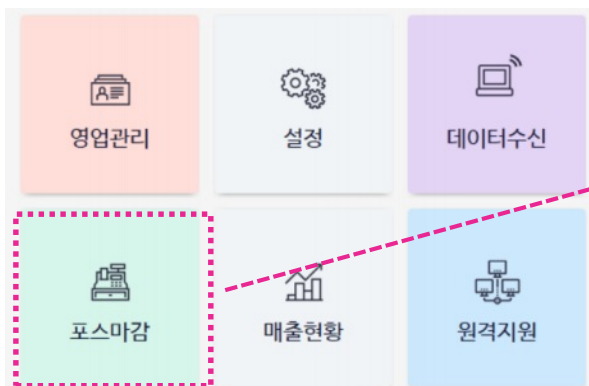 영업관리
설정
데이터수신
포스마감
매출현황
원격지원